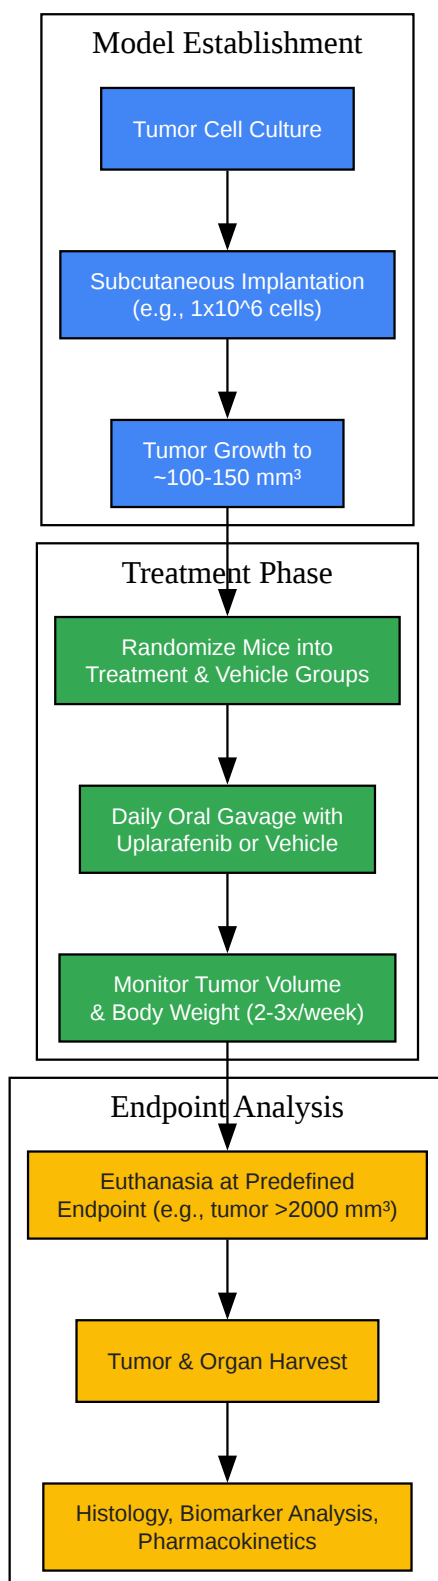 Model Establishment
Tumor Cell Culture
Subcutaneous Implantation
(e.g., 1x10^6 cells)
Tumor Growth to
~100-150 mm³
Treatment Phase
Randomize Mice into
Treatment & Vehicle Groups
Daily Oral Gavage with
Uplarafenib or Vehicle
Monitor Tumor Volume
& Body Weight (2-3x/week)
Endpoint Analysis
Euthanasia at Predefined
Endpoint (e.g., tumor >2000 mm³)
Tumor & Organ Harvest
Histology, Biomarker Analysis,
Pharmacokinetics